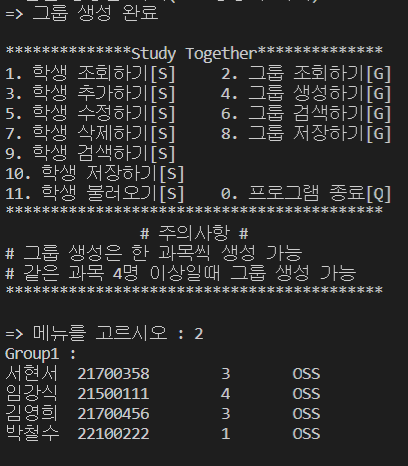 => 그룹 생성 완료
**************Study Together**************
1. 학생 조회하기[S] 2. 그룹 조회하기[G]
3. 학생 추가하기[S] 4. 그룹 생성하기[G]
5. 학생 수정하기[S] 6. 그룹 검색하기[G]
7. 학생 삭제하기[S] 8. 그룹 저장하기[G]
9. 학생 검색하기[S]
10. 학생 저장하기[S]
11. 학생 불러오기[S] 0. 프로그램 종료[Q]
******************************************
# 주의사항 #
# 그룹 생성은 한 과목씩 생성 가능
# 같은 과목 4명 이상일때 그룹 생성 가능
******************************************
=> 메뉴를 고르시오 : 2
Group1 :
서현서 21700358 3 OSS
임강식 21500111 4 OSS
김영희 21700456 3 OSS
박철수 22100222 1 OSS